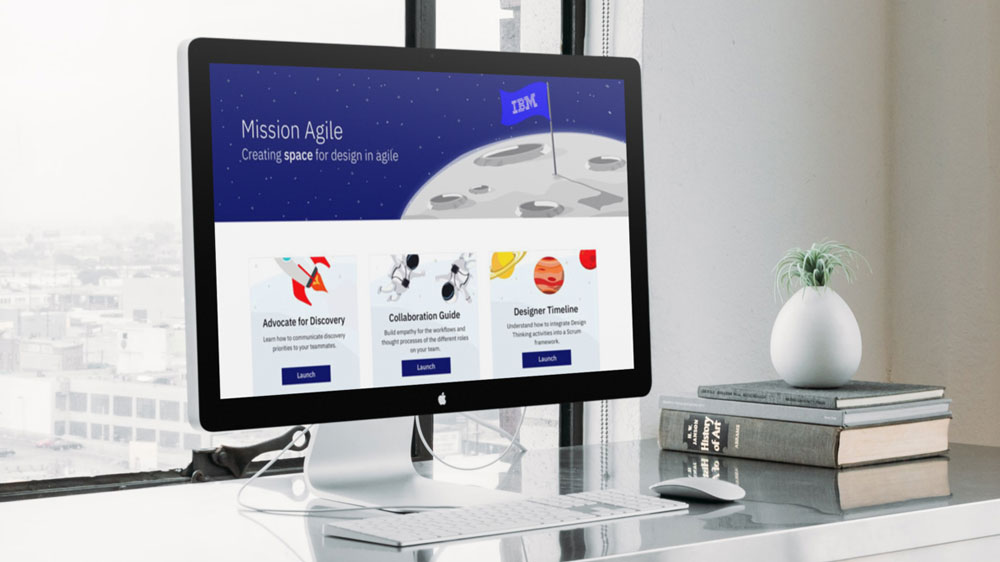 IBM
Mission Agile
Creating space for design in agile
Advocate for Discovery
Learn how to communicate discovery
priorities to your teammates.
Launch
Collaboration Guide
Build empathy for the workflows and
thought processes of the different roles
on your team.
Launch
Designer Timeline
Understand how to integrate Design
Thinking activities into a Scrum
framework.
Launch
H. W.
JANSON
History
of Art
ABRAMS